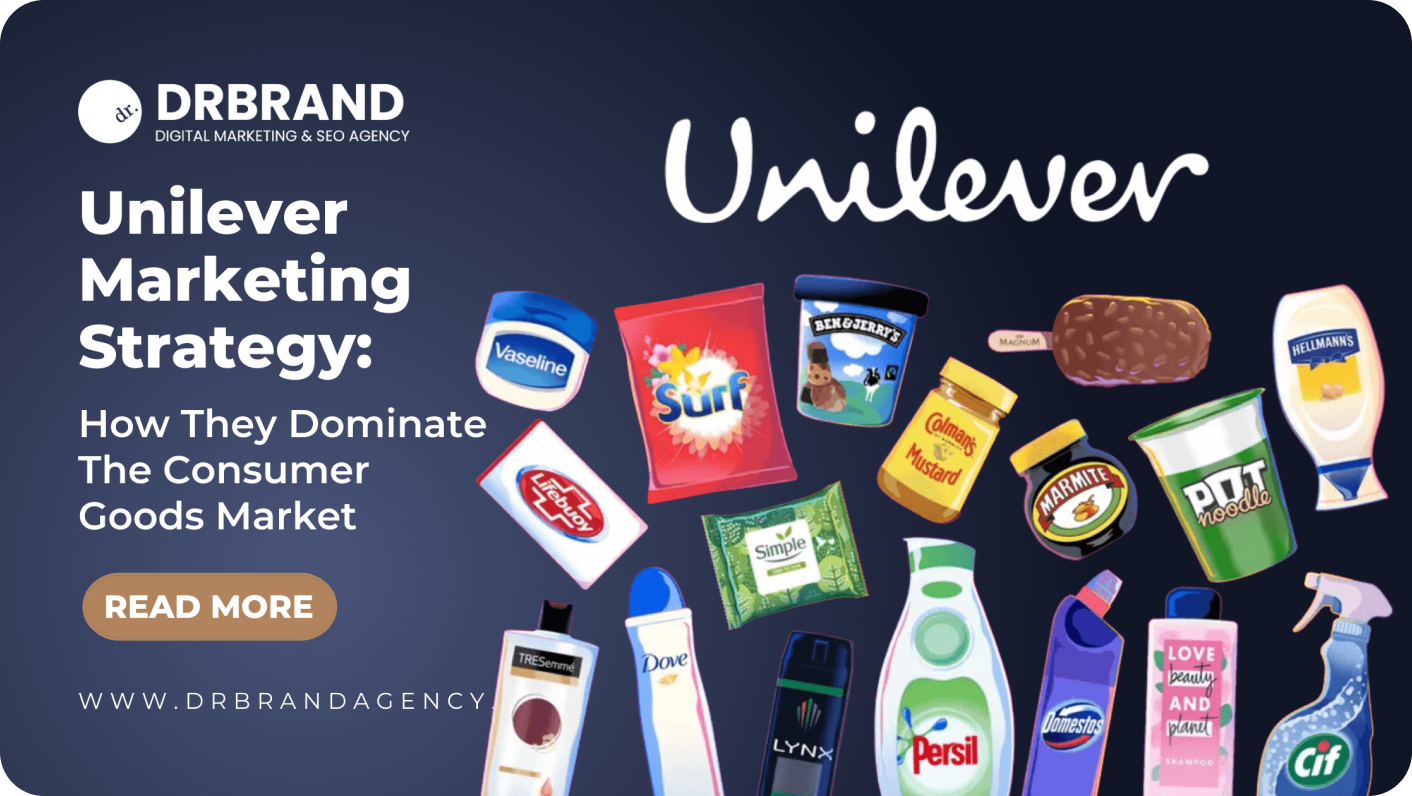 dr.
DRBRAND
DIGITAL MARKETING & SEO AGENCY
Unilever
Marketing
Strategy:
How They Dominate
The Consumer
Goods Market
READ MORE
WWW.DRBRANDAGENCY.
Unilever
Vaseline
Surf
BEN & JERRY'S
MAGNUM
HELLMANN'S
Colman's
Mustard
MARMITE
POT
noodle
Lifebuoy
Simple
TRESemmé
Dove
LYNX
Persil
Domestos
LOVE
beauty
AND
planet
SHAMPOO
Cif